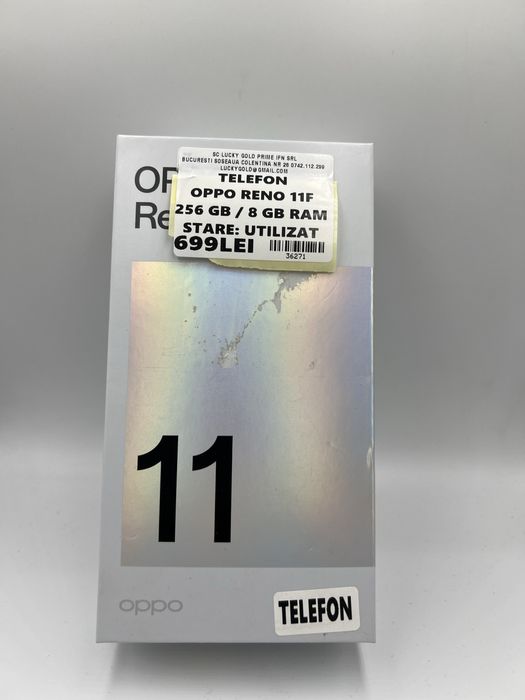 SC LUCKY GOLD PRIME IFN SRL
BUCURESTI SOSEAUA COLENTINA NR 26 0742.112.299
LUCKYGOLD@GMAIL.COM
TELEFON
OPPO RENO 11F
256 GB / 8 GB RAM
STARE: UTILIZAT
699LEI
36271
OP
Re
11
oppo
TELEFON